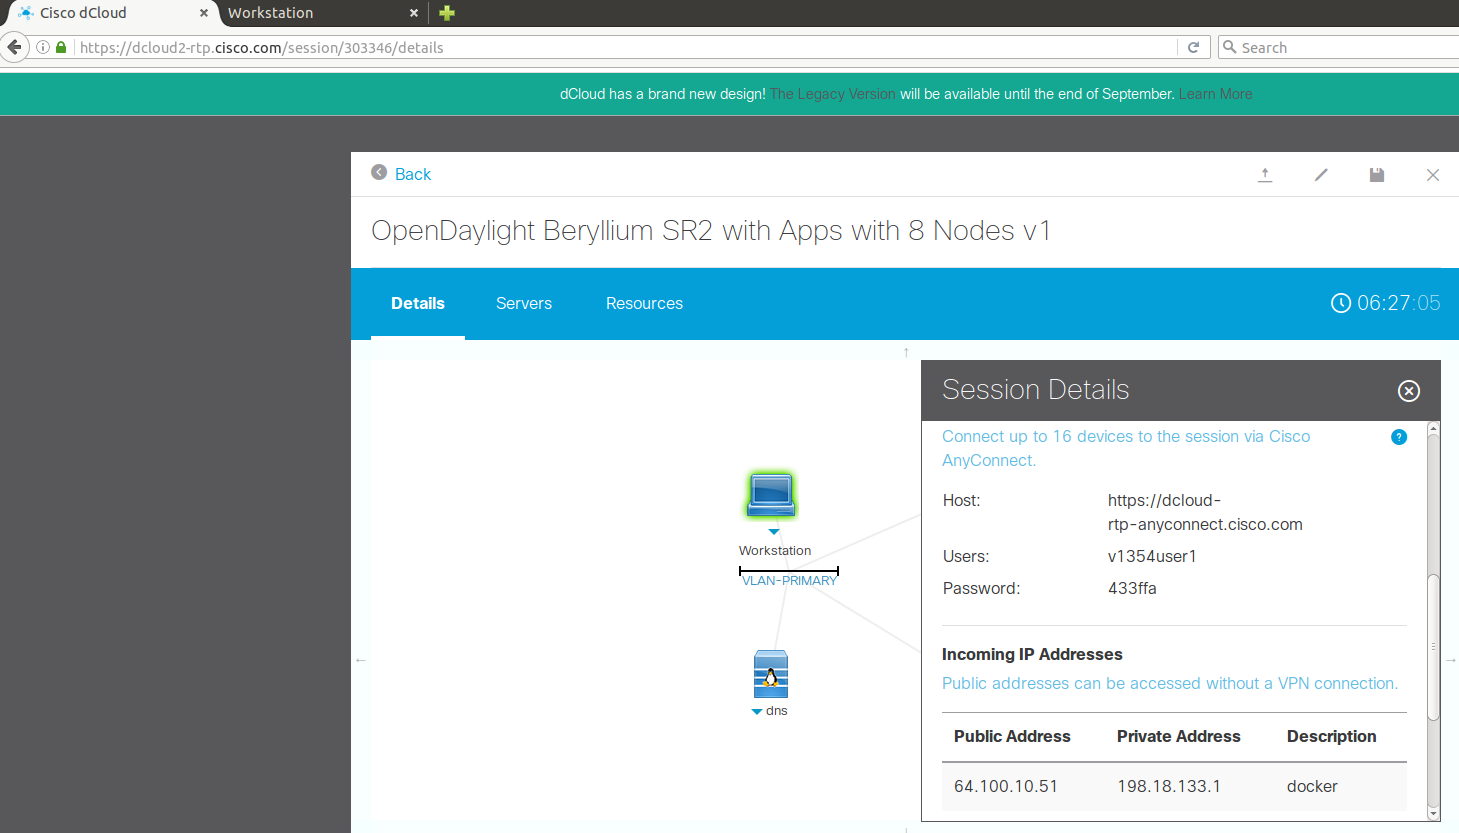 Cisco dCloud
Workstation
https://dcloud2-rtp.cisco.com/session/303346/details
Search
dCloud has a brand new design! The Legacy Version will be available until the end of September. Learn More
Back
OpenDaylight Beryllium SR2 with Apps with 8 Nodes v1
Details Servers Resources 06:27:05
Session Details
Connect up to 16 devices to the session via Cisco
AnyConnect.
Host: https://dcloud-
rtp-anyconnect.cisco.com
Users: v1354user1
Password: 433ffa
Incoming IP Addresses
Public addresses can be accessed without a VPN connection.
Public Address Private Address Description
64.100.10.51 198.18.133.1 docker
Workstation
VLAN-PRIMARY
dns